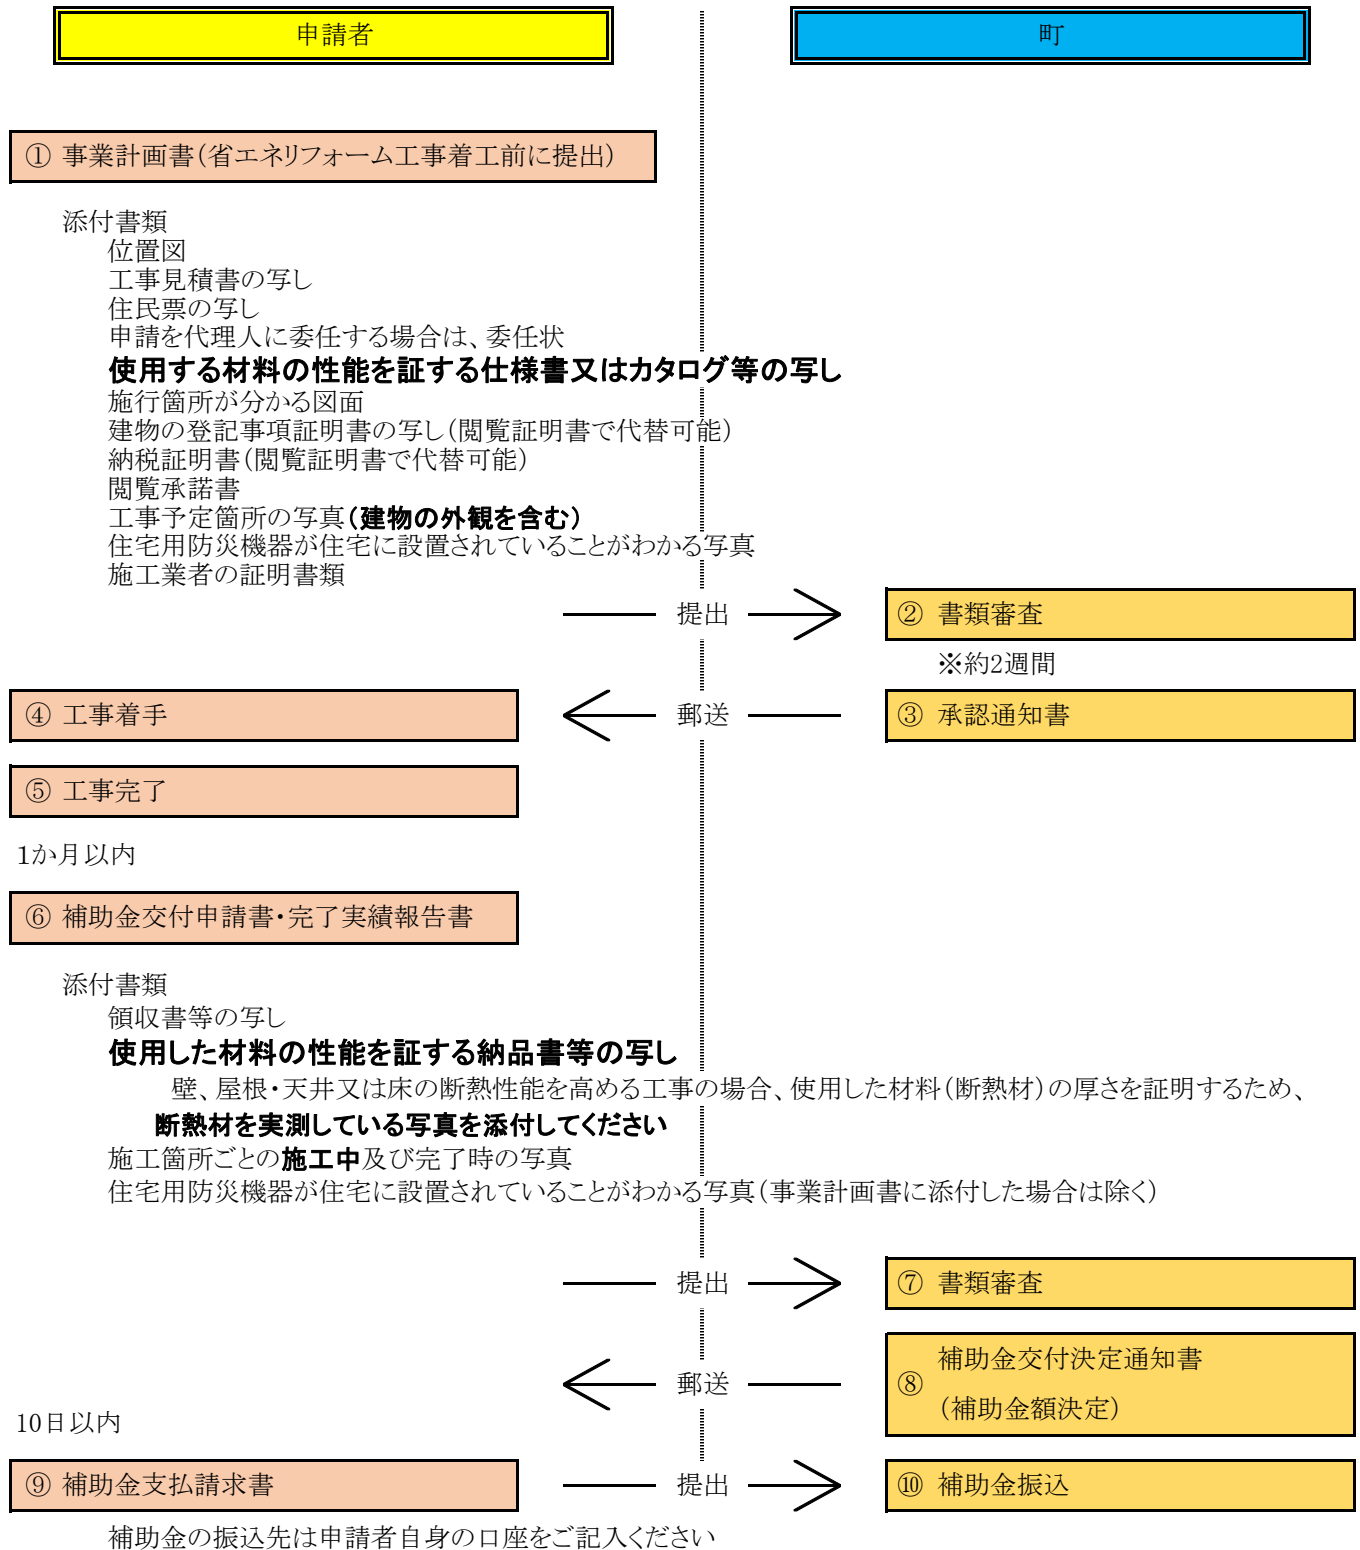 申請者
町
① 事業計画書（省エネリフォーム工事着工前に提出）
添付書類
位置図
工事見積書の写し
住民票の写し
申請を代理人に委任する場合は、委任状
使用する材料の性能を証する仕様書又はカタログ等の写し
施行箇所が分かる図面
建物の登記事項証明書の写し（閲覧証明書で代替可能）
納税証明書（閲覧証明書で代替可能）
閲覧承諾書
工事予定箇所の写真（建物の外観を含む）
住宅用防災機器が住宅に設置されていることがわかる写真
施工業者の証明書類
提出
② 書類審査
※約2週間
④ 工事着手
郵送
③ 承認通知書
⑤ 工事完了
1か月以内
⑥ 補助金交付申請書・完了実績報告書
添付書類
領収書等の写し
使用した材料の性能を証する納品書等の写し
壁、屋根・天井又は床の断熱性能を高める工事の場合、使用した材料（断熱材）の厚さを証明するため、
断熱材を実測している写真を添付してください
施工箇所ごとの施工中及び完了時の写真
住宅用防災機器が住宅に設置されていることがわかる写真（事業計画書に添付した場合は除く）
提出
⑦ 書類審査
郵送
⑧ 補助金交付決定通知書
（補助金額決定）
10日以内
⑨ 補助金支払請求書
提出
⑩ 補助金振込
補助金の振込先は申請者自身の口座をご記入ください